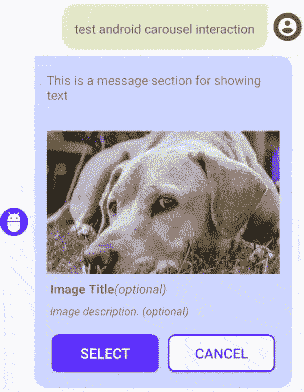 test android carousel interaction
This is a message section for showing
text
Image Title(optional)
Image description. (optional)
SELECT CANCEL